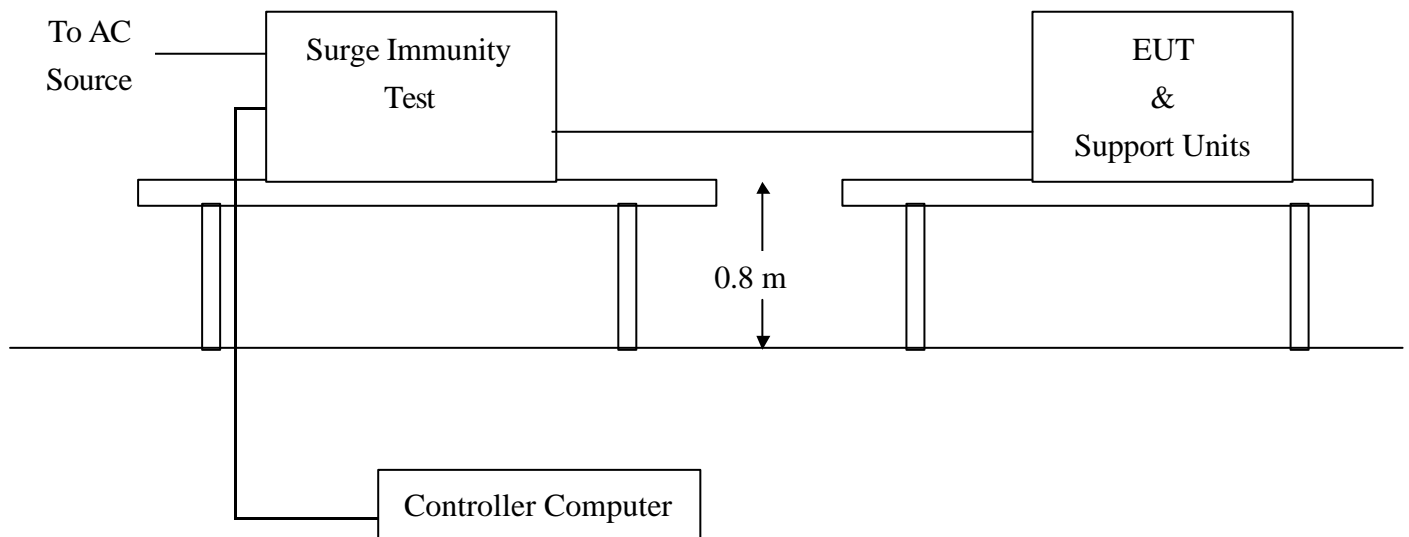 To AC
Source
Surge Immunity
Test
EUT
&
Support Units
0.8 m
Controller Computer